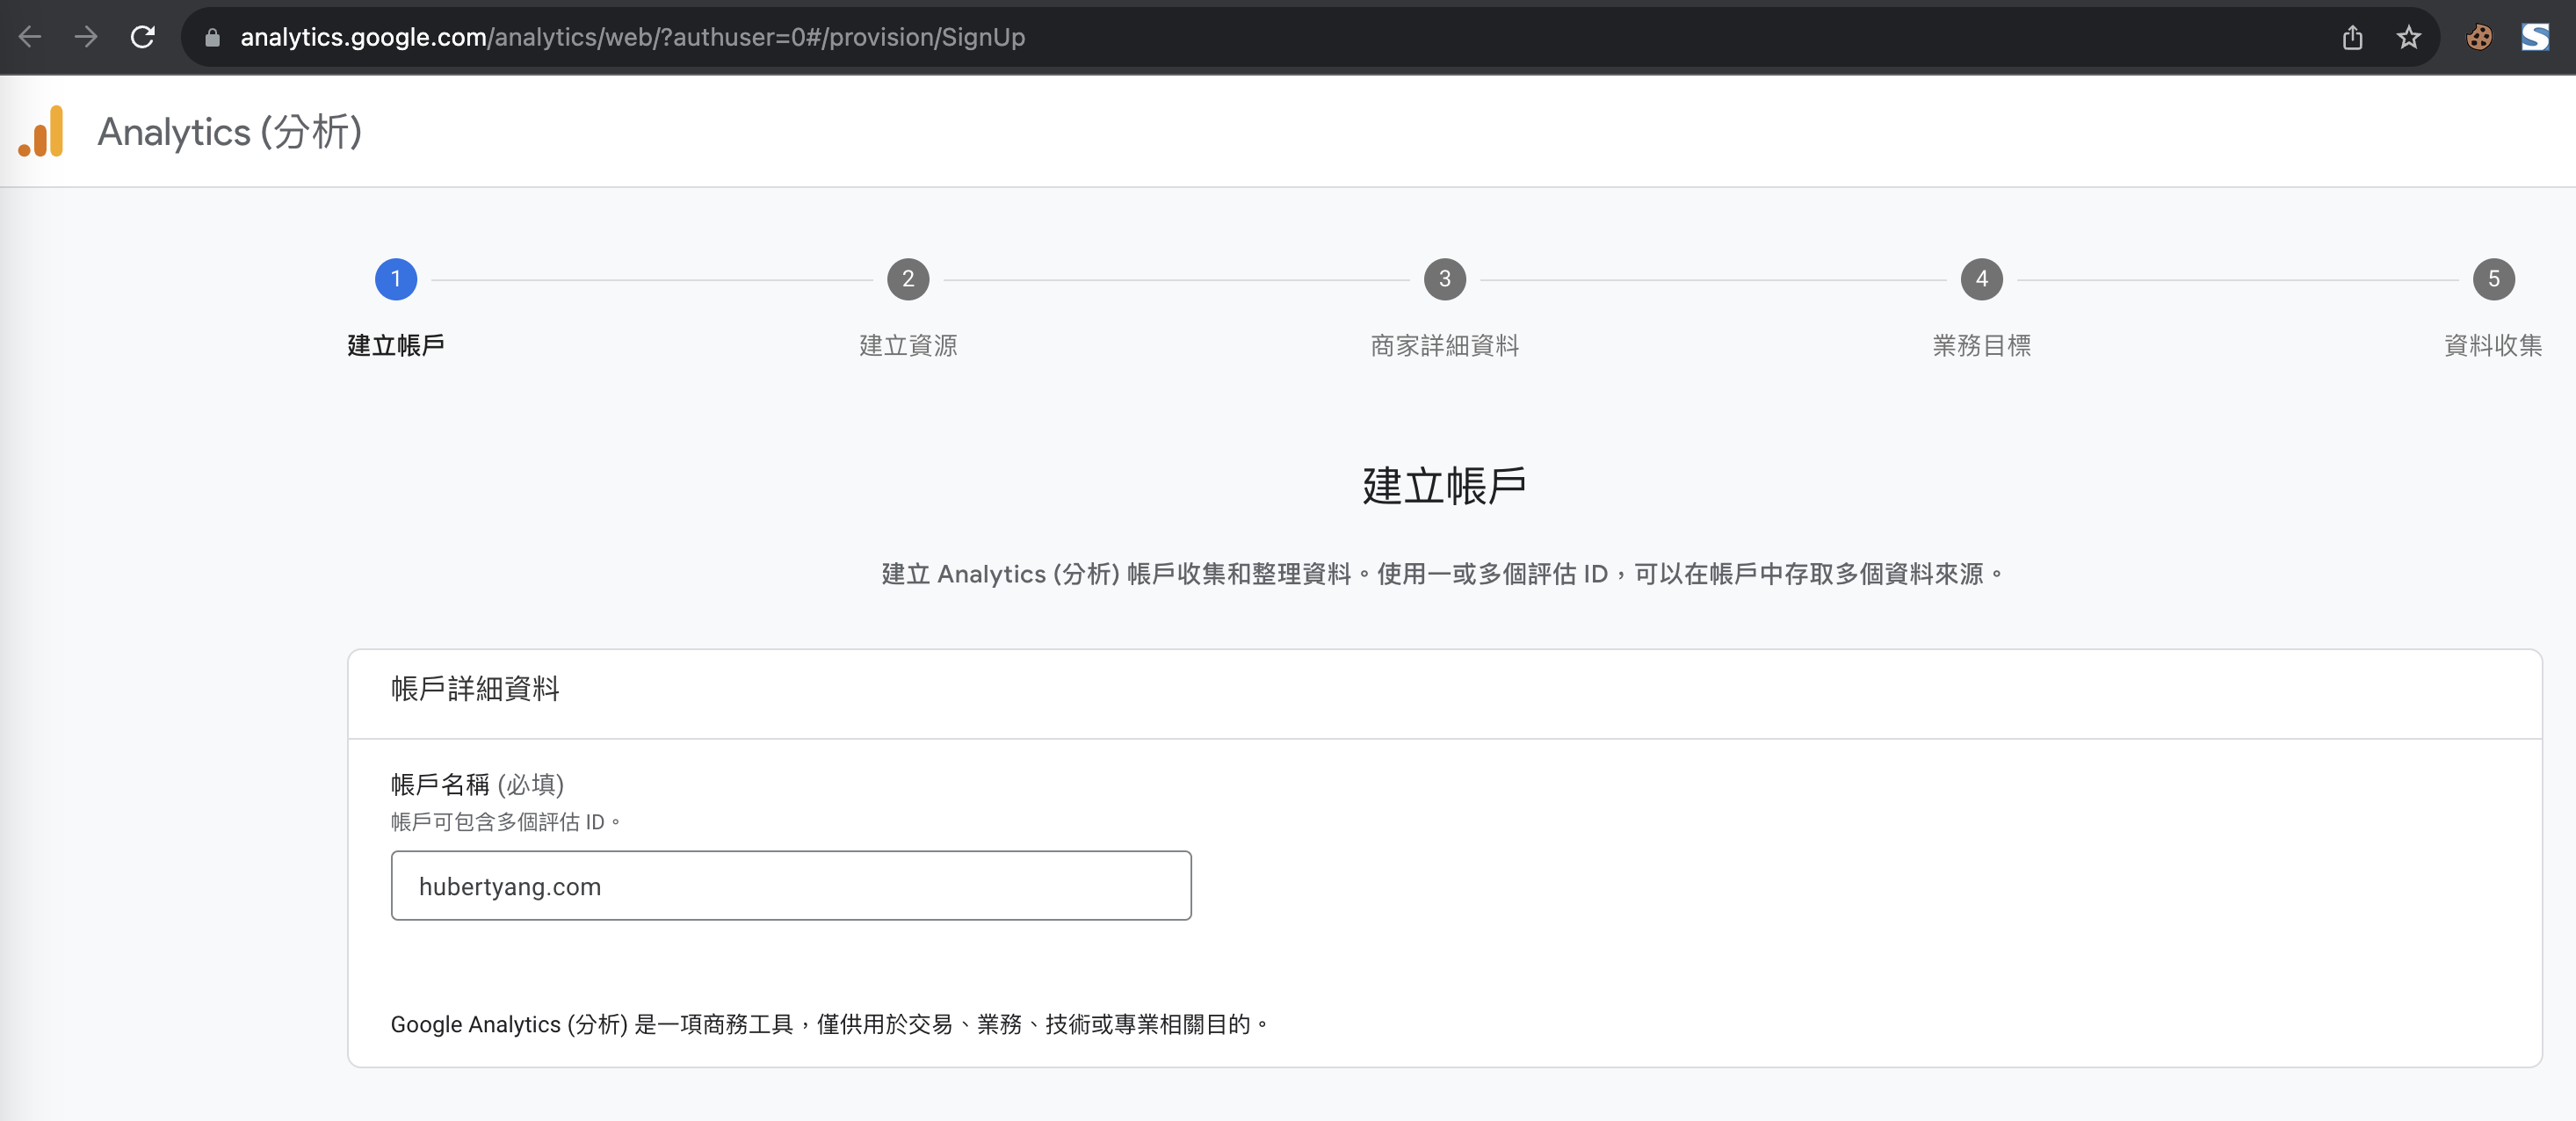 analytics.google.com/analytics/web/?authuser=0#/provision/SignUp
Analytics (分析)
1 2 3 4 5
建立帳戶 建立資源 商家詳細資料 業務目標 資料收集
建立帳戶
建立 Analytics (分析) 帳戶收集和整理資料。使用一或多個評估 ID，可以在帳戶中存取多個資料來源。
帳戶詳細資料
帳戶名稱 (必填)
帳戶可包含多個評估 ID。
hubertyang.com
Google Analytics (分析) 是一項商務工具，僅供用於交易、業務、技術或專業相關目的。